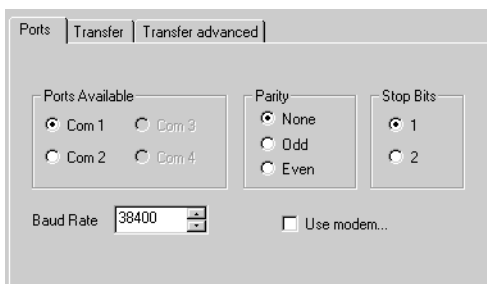 Ports Transfer Transfer advanced
Ports Available Parity Stop Bits
Com 1 Com 3 None 1
Odd
Com 2 Com 4 Even 2
Baud Rate 38400 Use modem...